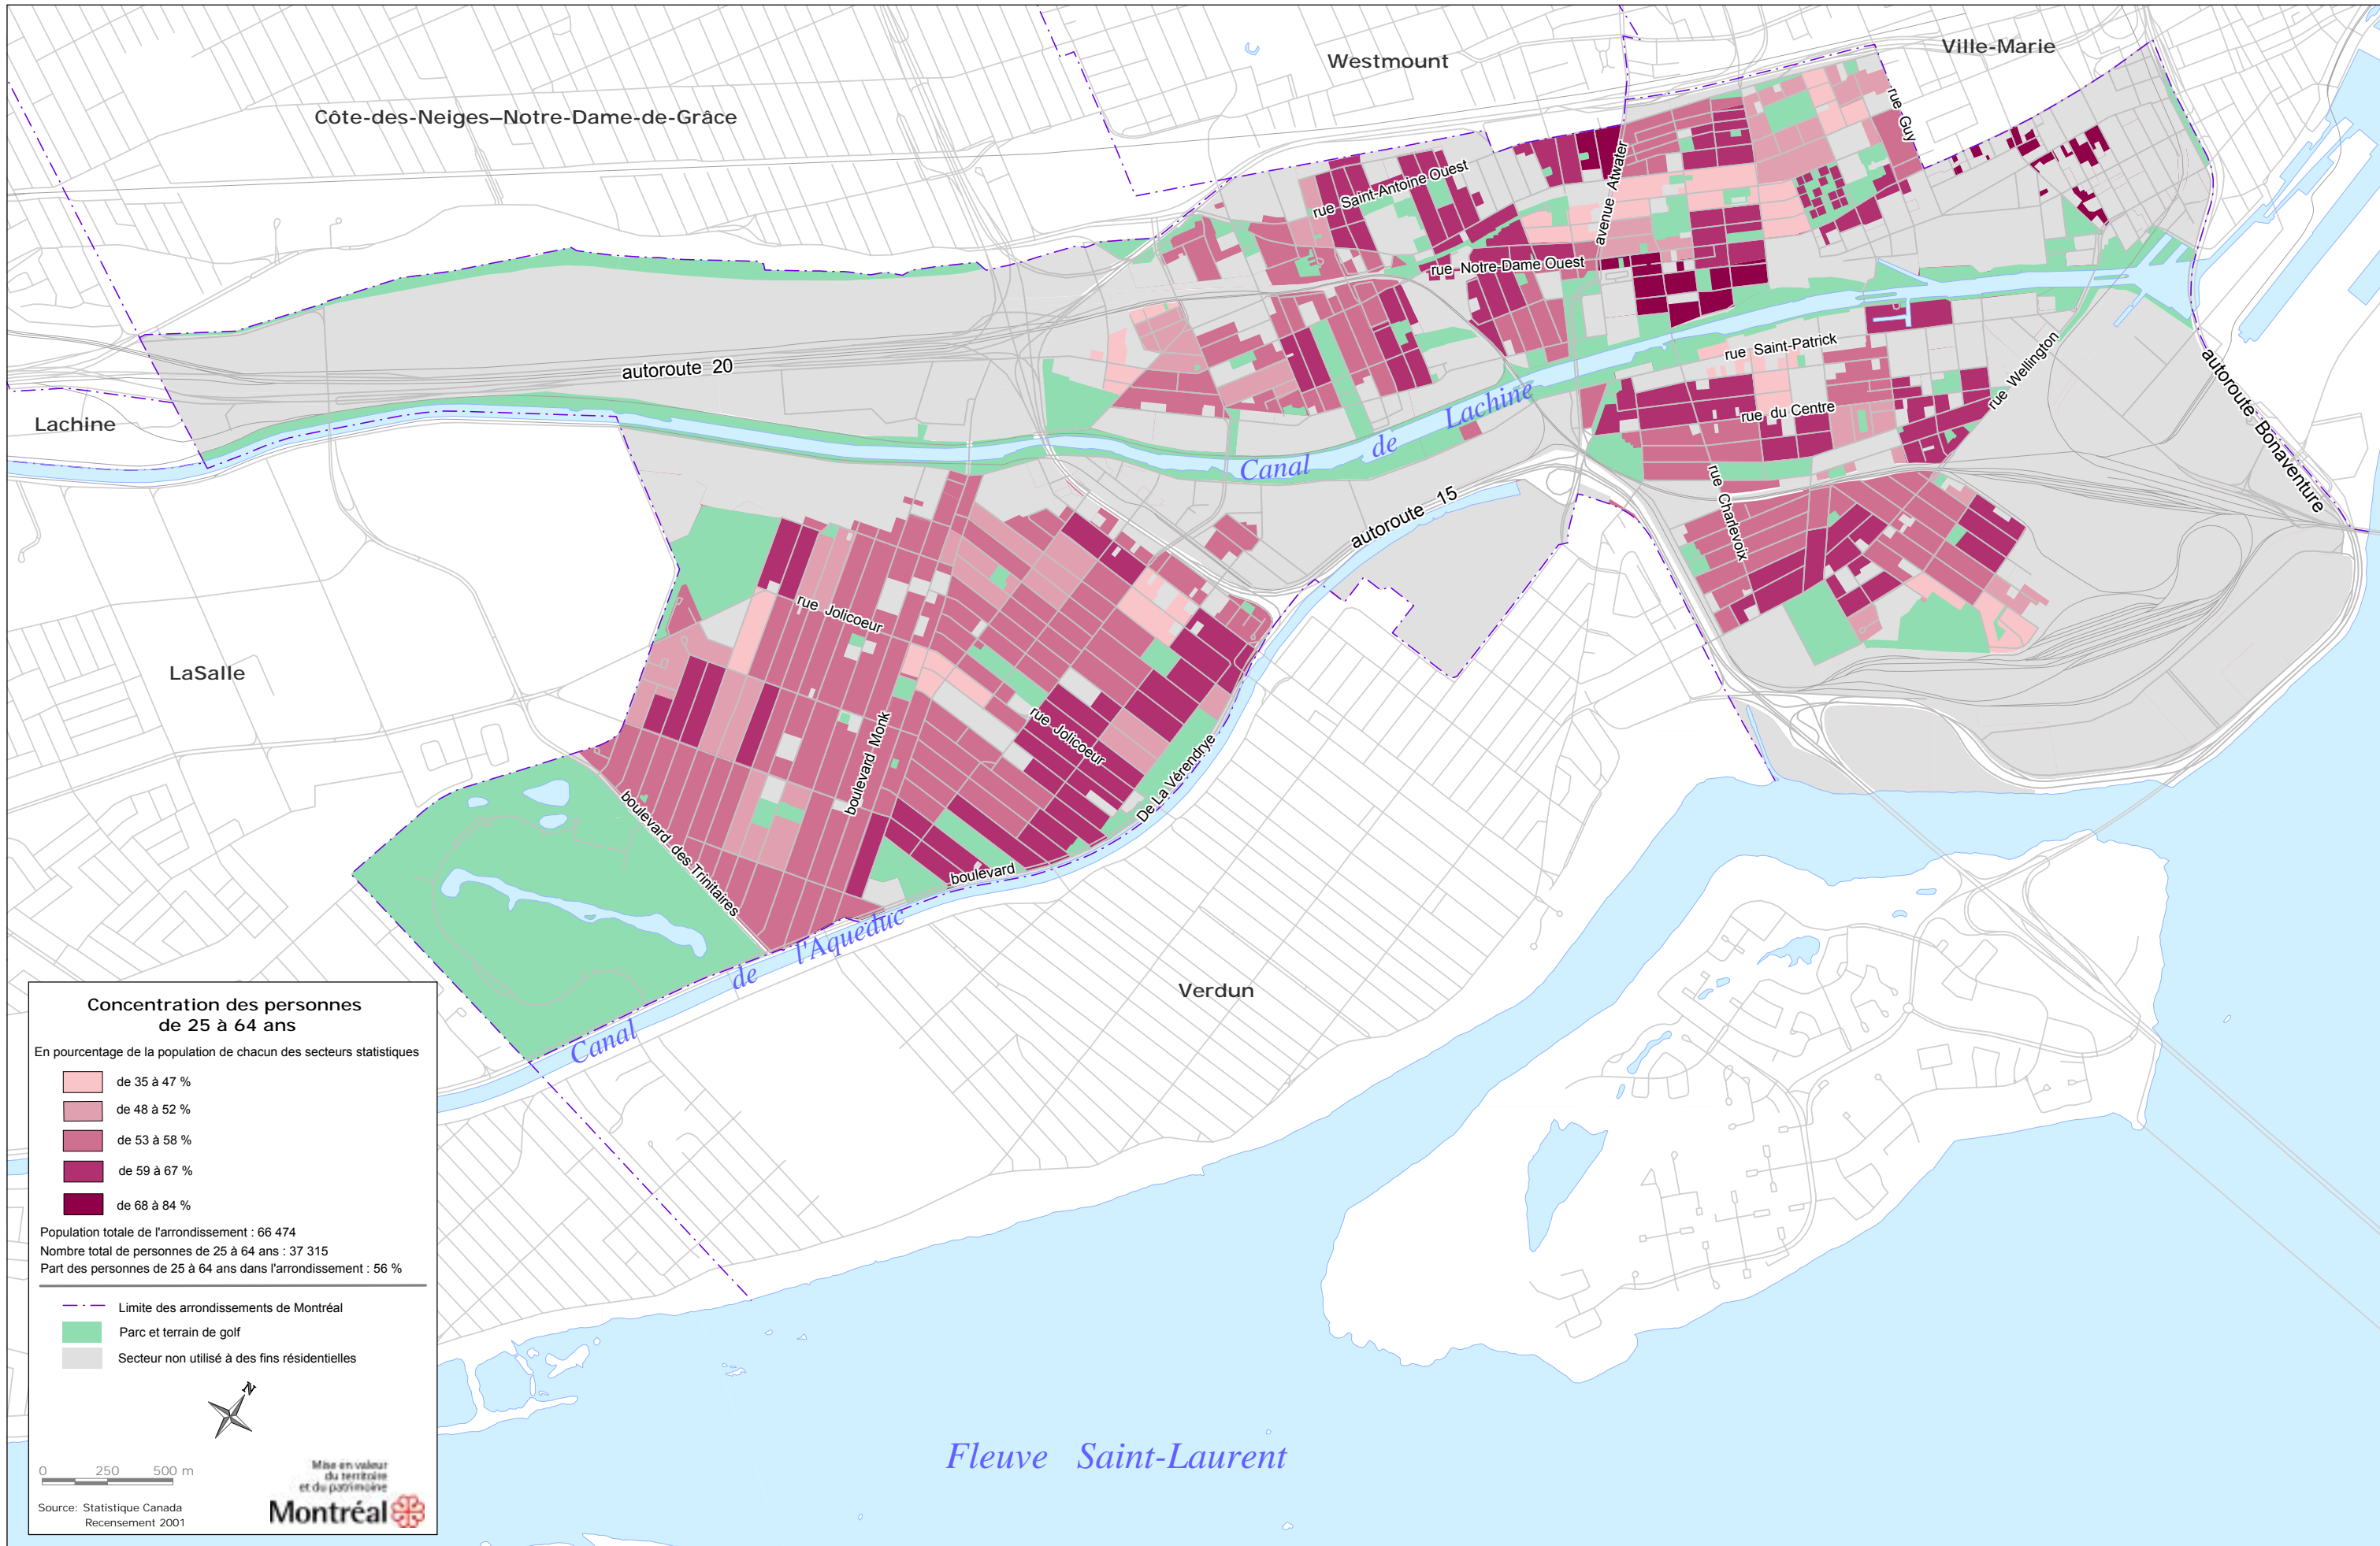 Westmount
Ville-Marie
Côte-des-Neiges–Notre-Dame-de-Grâce
rue Guy
rue Saint-Antoine Ouest
avenue Atwater
rue Notre-Dame Ouest
autoroute 20
rue Saint-Patrick
rue Wellington
autoroute Bonaventure
Lachine
Canal de Lachine
rue du Centre
rue Charlevoix
autoroute 15
rue Jolicoeur
LaSalle
rue Jolicoeur
boulevard Monk
boulevard De La Vérendrye
boulevard des Trinitaires
Canal de l'Aqueduc
Verdun
Fleuve Saint-Laurent
Concentration des personnes
de 25 à 64 ans
En pourcentage de la population de chacun des secteurs statistiques
de 35 à 47 %
de 48 à 52 %
de 53 à 58 %
de 59 à 67 %
de 68 à 84 %
Population totale de l'arrondissement : 66 474
Nombre total de personnes de 25 à 64 ans : 37 315
Part des personnes de 25 à 64 ans dans l'arrondissement : 56 %
Limite des arrondissements de Montréal
Parc et terrain de golf
Secteur non utilisé à des fins résidentielles
N
0 250 500 m
Mise en valeur
du territoire
et du patrimoine
Montréal
Source: Statistique Canada
Recensement 2001